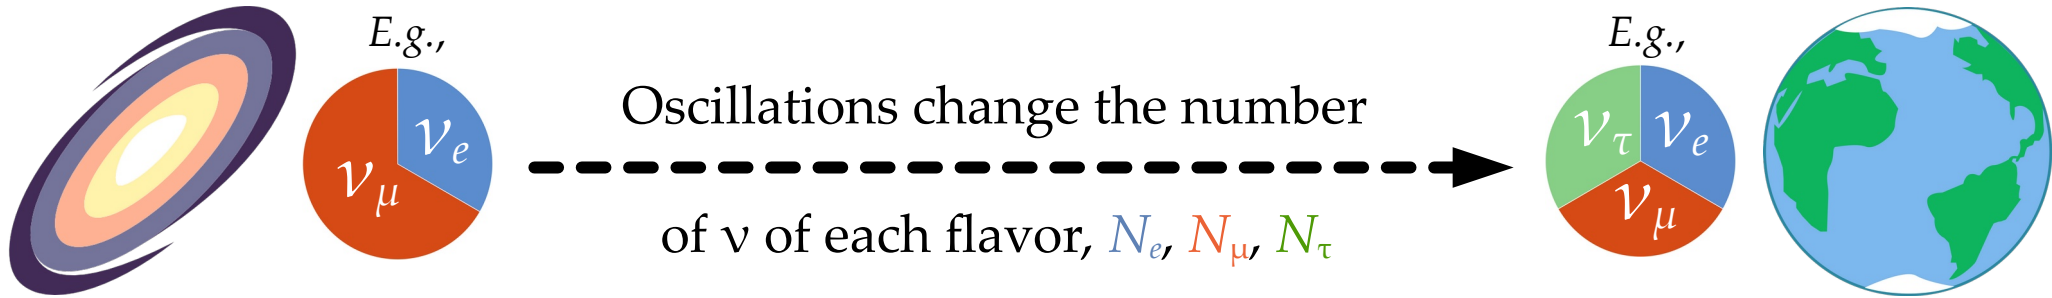 E.g.,
ν_μ
ν_e
Oscillations change the number
of ν of each flavor, N_e, N_μ, N_τ
E.g.,
ν_τ
ν_e
ν_μ